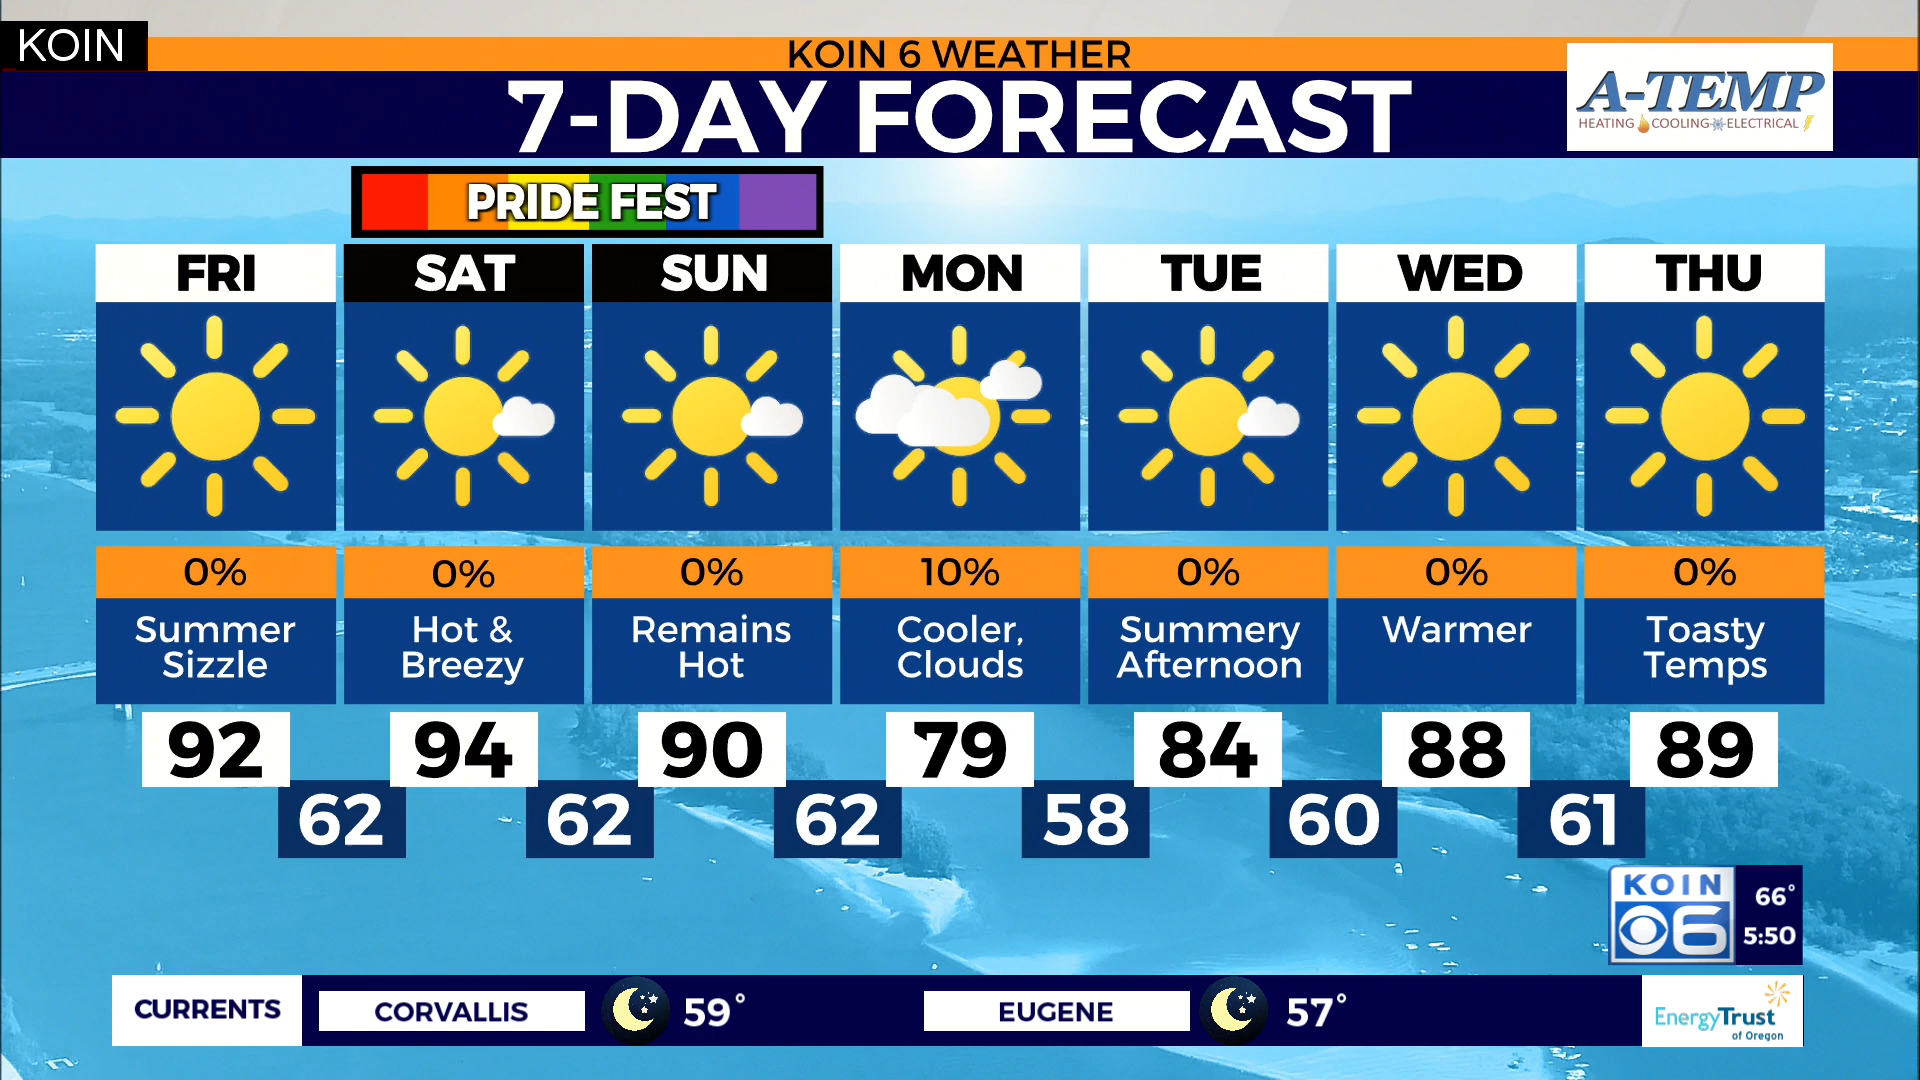 KOIN
KOIN 6 WEATHER
7-DAY FORECAST
A-TEMP
HEATING COOLING ELECTRICAL
PRIDE FEST
FRI SAT SUN MON TUE WED THU
0% 0% 0% 10% 0% 0% 0%
Summer Sizzle
Hot & Breezy
Remains Hot
Cooler, Clouds
Summery Afternoon
Warmer
Toasty Temps
92 94 90 79 84 88 89
62 62 62 58 60 61
KOIN
6
66°
5:50
CURRENTS CORVALLIS 59° EUGENE 57°
EnergyTrust
of Oregon